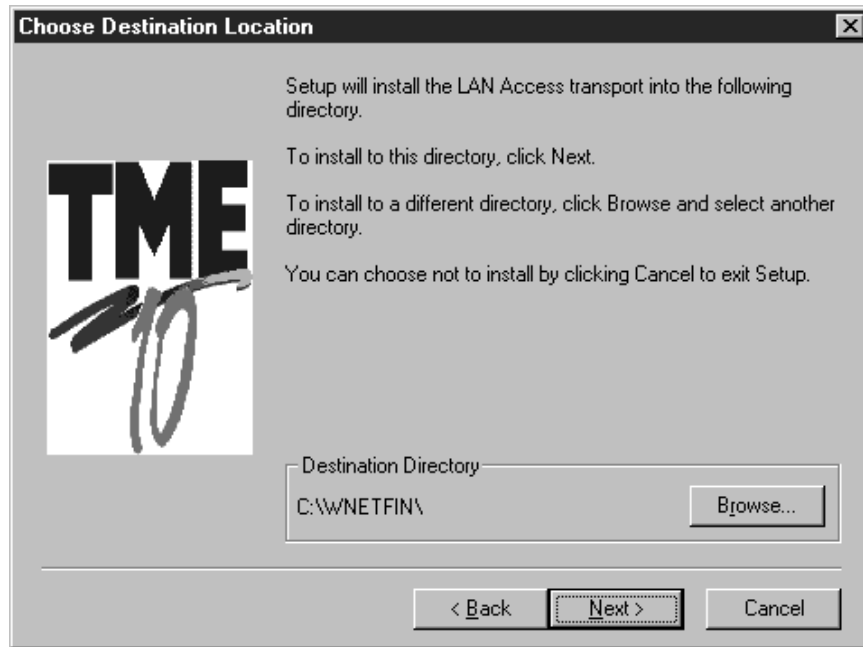 Choose Destination Location
Setup will install the LAN Access transport into the following
directory.
To install to this directory, click Next.
To install to a different directory, click Browse and select another
directory.
You can choose not to install by clicking Cancel to exit Setup.
TME
10
Destination Directory
C:\WNETFIN\
Browse...
< Back
Next >
Cancel